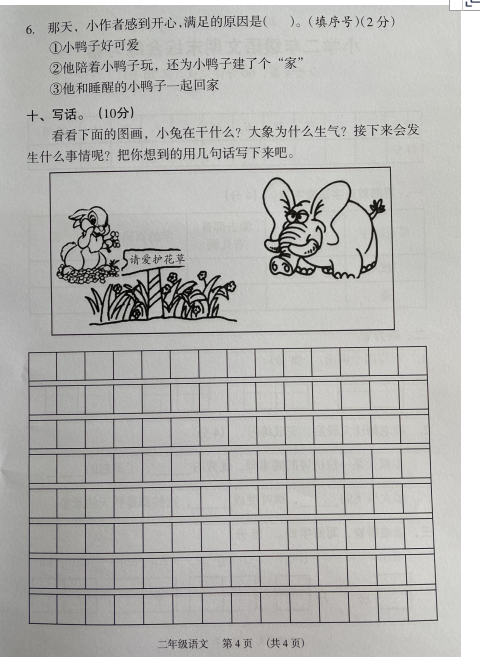 6. 那天，小作者感到开心,满足的原因是(　　)。(填序号)(2分)
①小鸭子好可爱
②他陪着小鸭子玩，还为小鸭子建了个“家”
③他和睡醒的小鸭子一起回家
十、写话。（10分）
看看下面的图画，小兔在干什么？大象为什么生气？接下来会发
生什么事情呢？把你想到的用几句话写下来吧。
请爱护花草
二年级语文　第4页　(共4页)